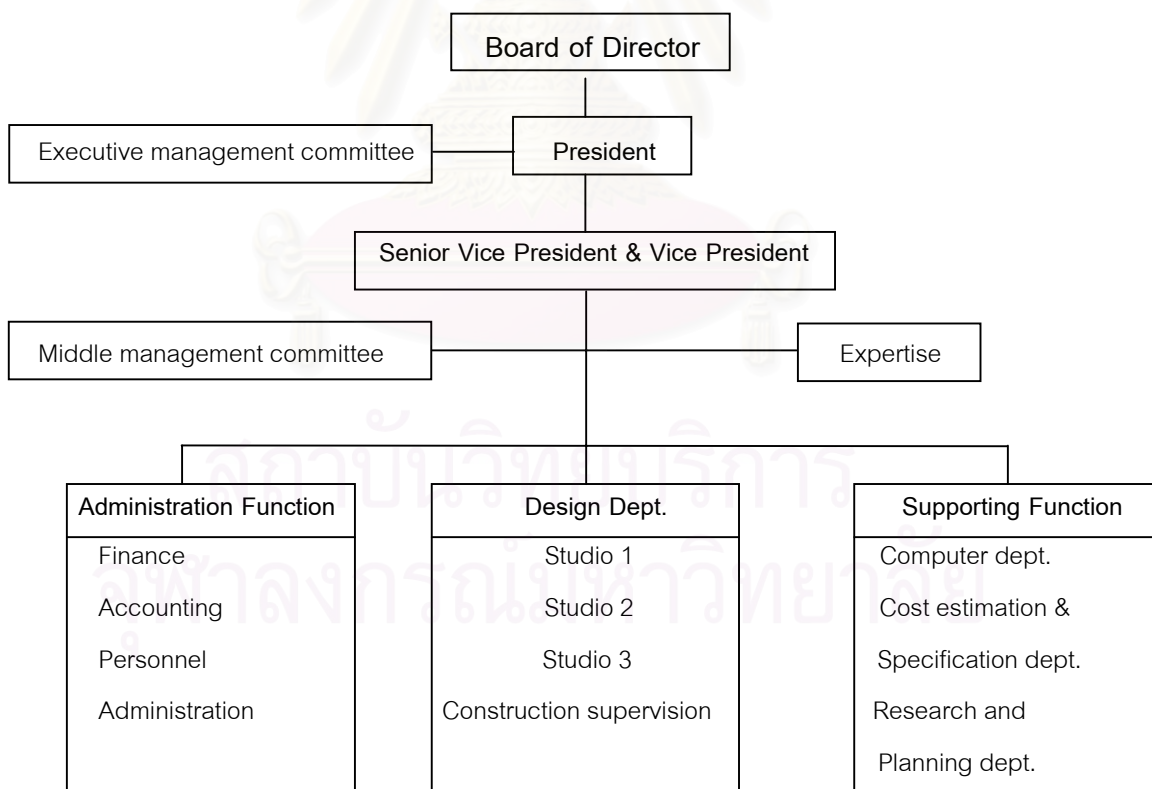 Board of Director
Executive management committee
President
Senior Vice President & Vice President
Middle management committee
Expertise
สถาบันวิทยบริการ
จุฬาลงกรณ์มหาวิทยาลัย
Administration Function
Finance
Accounting
Personnel
Administration
Design Dept.
Studio 1
Studio 2
Studio 3
Construction supervision
Supporting Function
Computer dept.
Cost estimation &
Specification dept.
Research and
Planning dept.